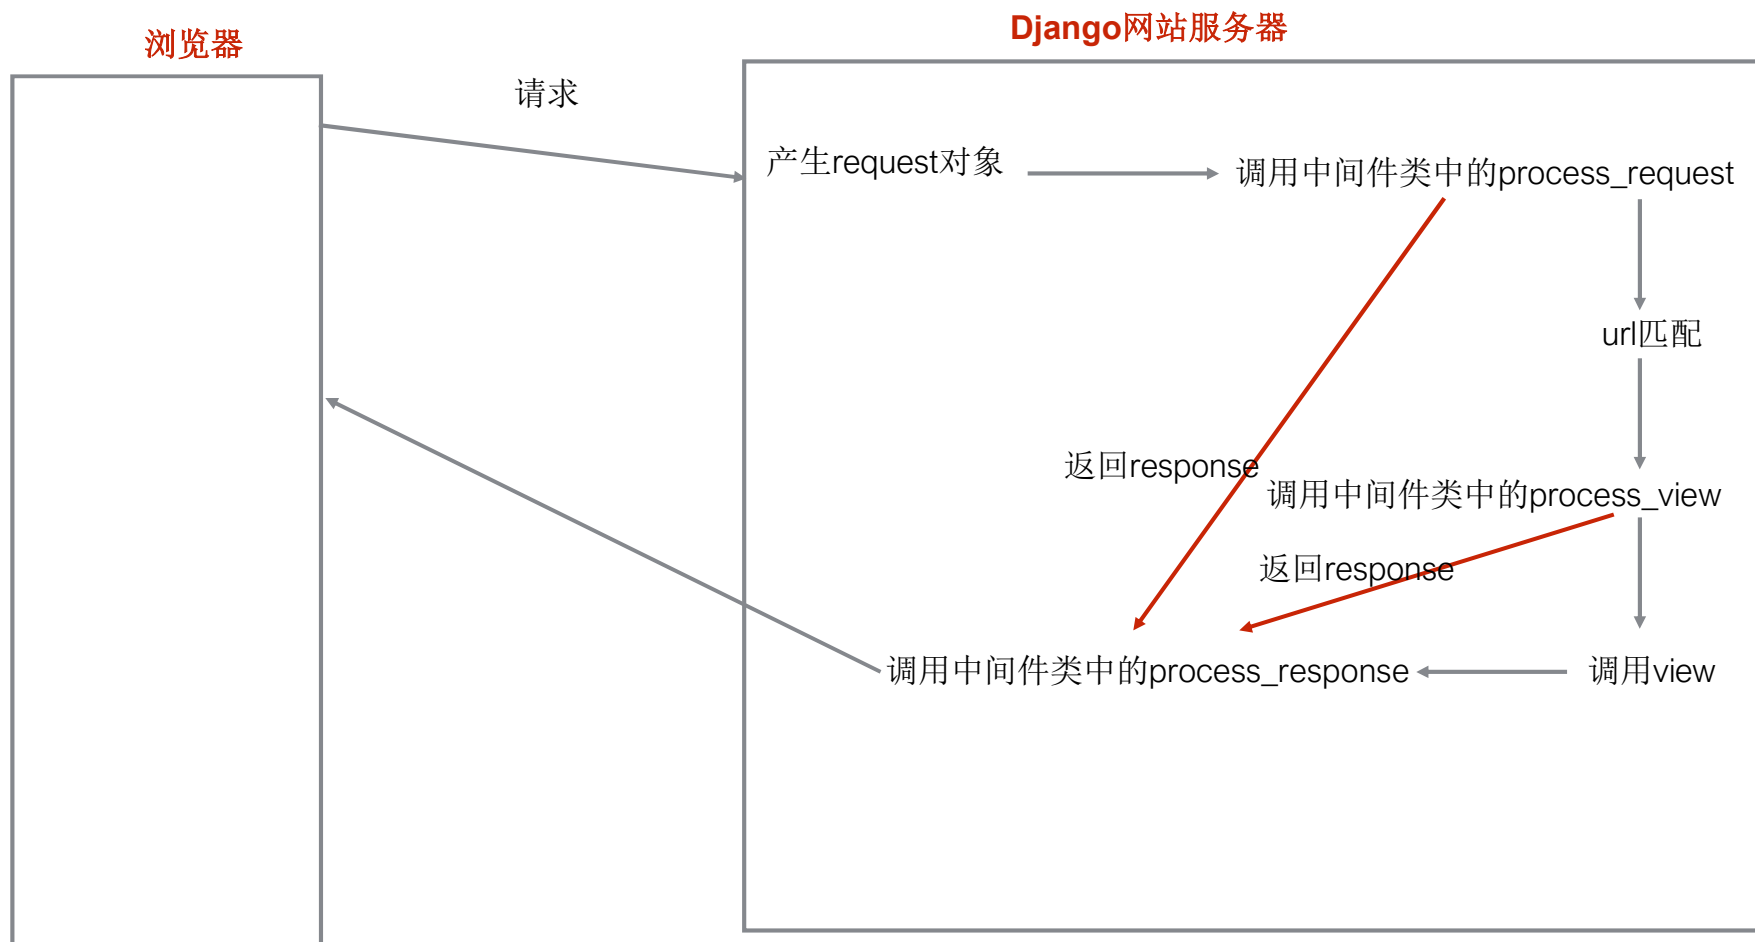 浏览器
Django网站服务器
请求
产生request对象
调用中间件类中的process_request
url匹配
返回response
调用中间件类中的process_view
返回response
调用中间件类中的process_response
调用view